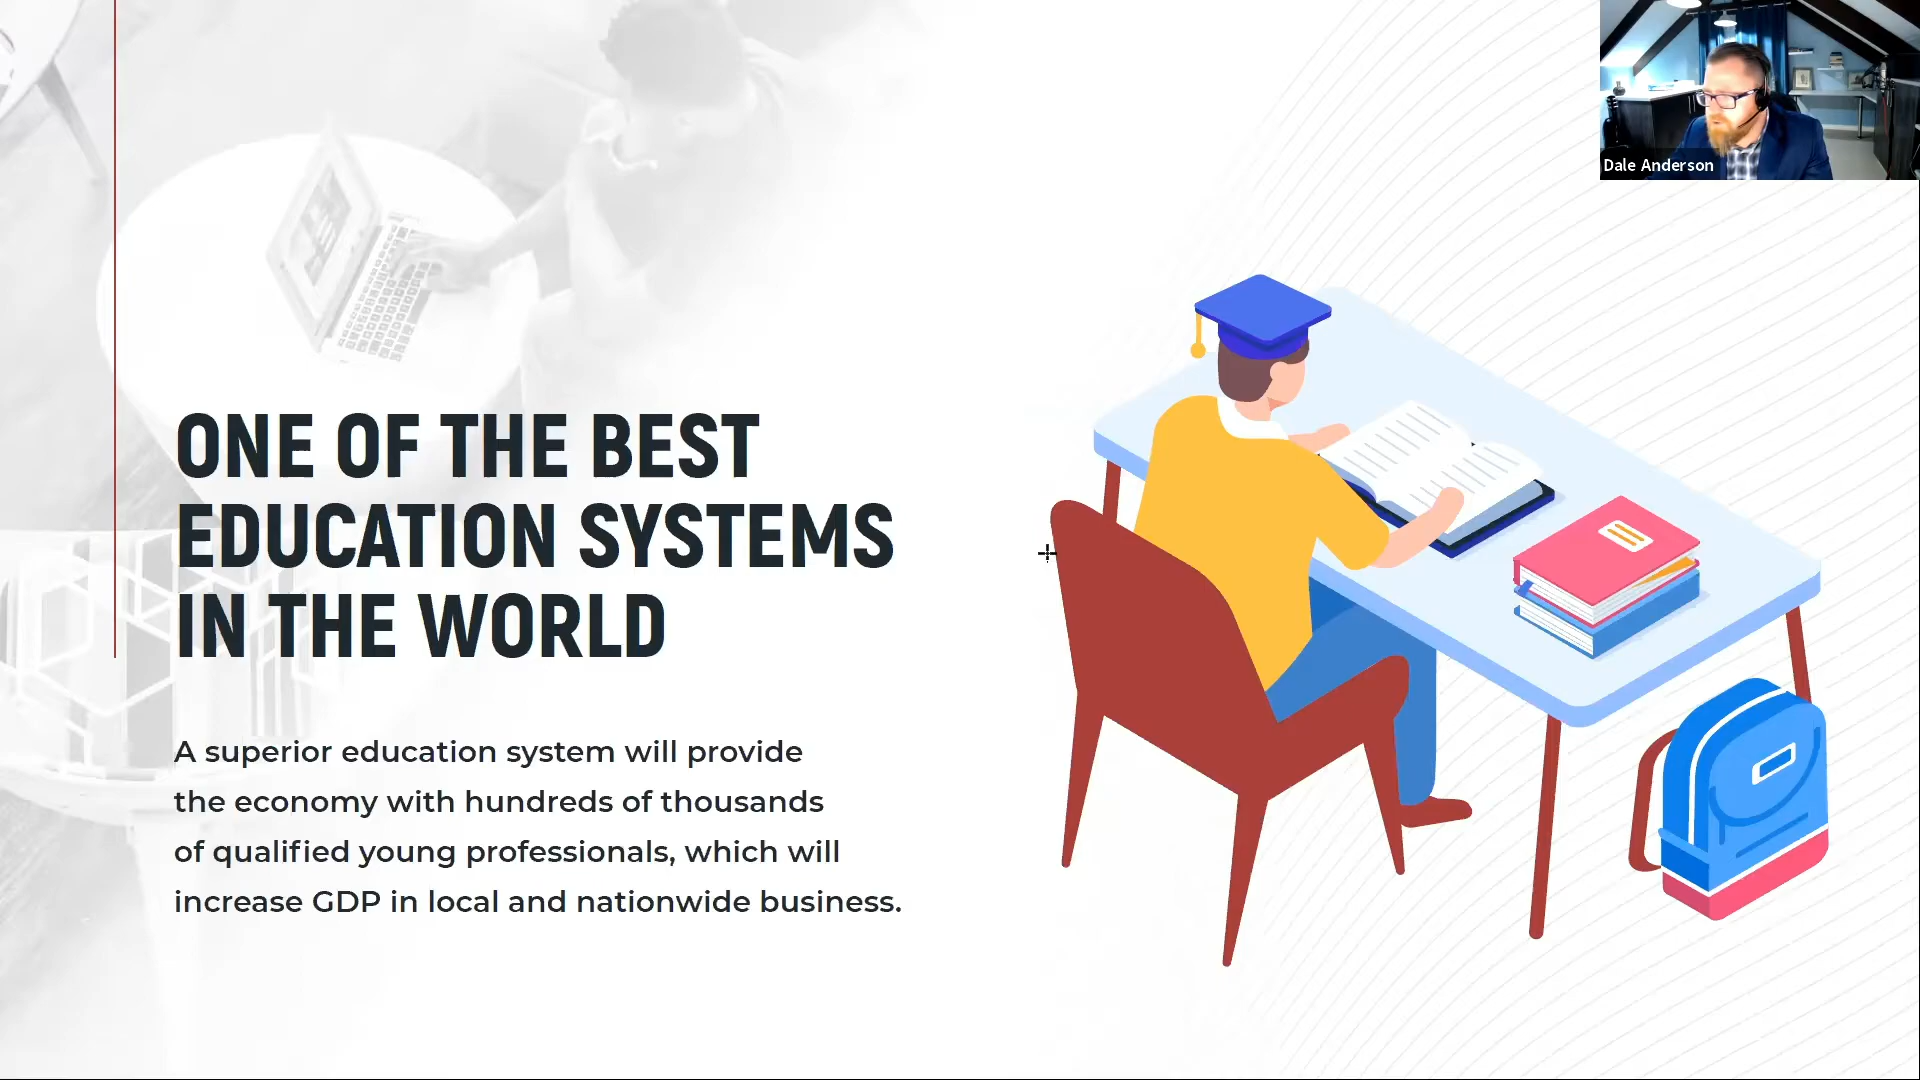 Dale Anderson
ONE OF THE BEST
EDUCATION SYSTEMS
IN THE WORLD
A superior education system will provide
the economy with hundreds of thousands
of qualified young professionals, which will
increase GDP in local and nationwide business.